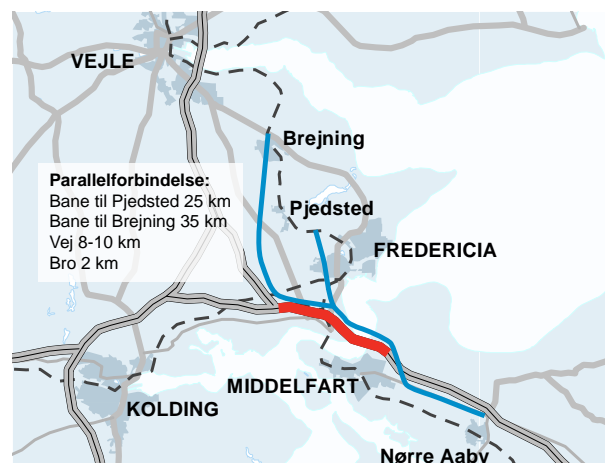 VEJLE
Brejning
Parallelforbindelse:
Bane til Pjedsted 25 km
Bane til Brejning 35 km
Vej 8-10 km
Bro 2 km
Pjedsted
FREDERICIA
MIDDELFART
KOLDING
Nørre Aaby